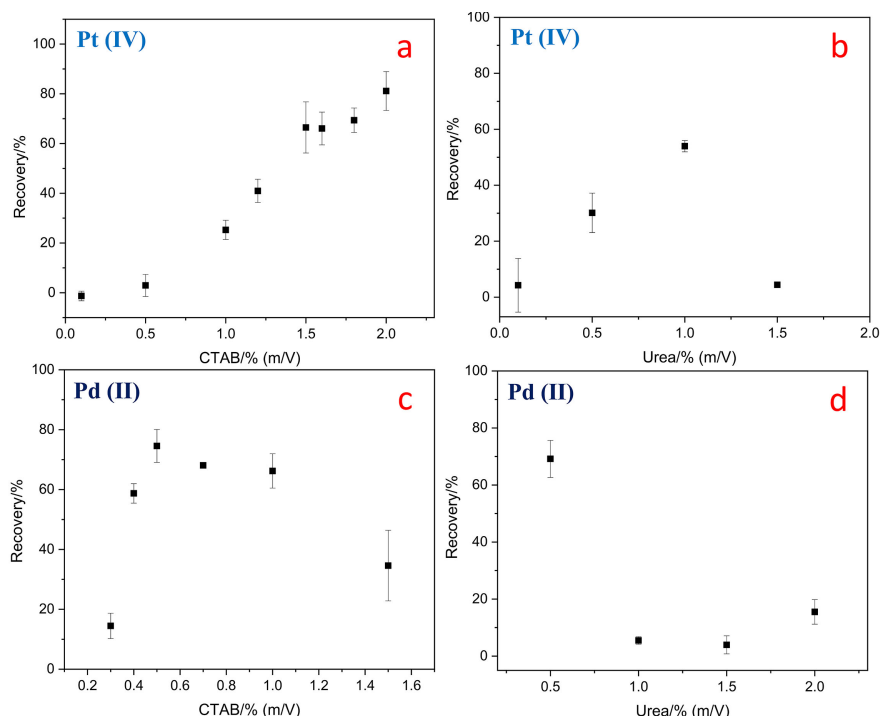 Pt (IV)
a
Recovery/%
100
80
60
40
20
0
0.0 0.5 1.0 1.5 2.0
CTAB/% (m/V)
Pt (IV)
b
Recovery/%
100
80
60
40
20
0
0.0 0.5 1.0 1.5 2.0
Urea/% (m/V)
Pd (II)
c
Recovery/%
100
80
60
40
20
0
0.2 0.4 0.6 0.8 1.0 1.2 1.4 1.6
CTAB/% (m/V)
Pd (II)
d
Recovery/%
100
80
60
40
20
0
0.5 1.0 1.5 2.0
Urea/% (m/V)